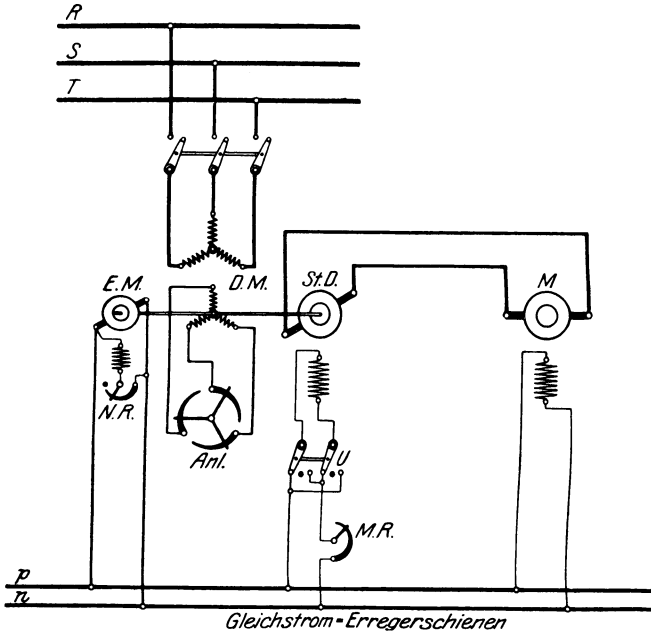 R
S
T
E.M.
D.M.
St.D.
M
N.R.
Anl.
U
M.R.
p
n
Gleichstrom=Erregerschienen